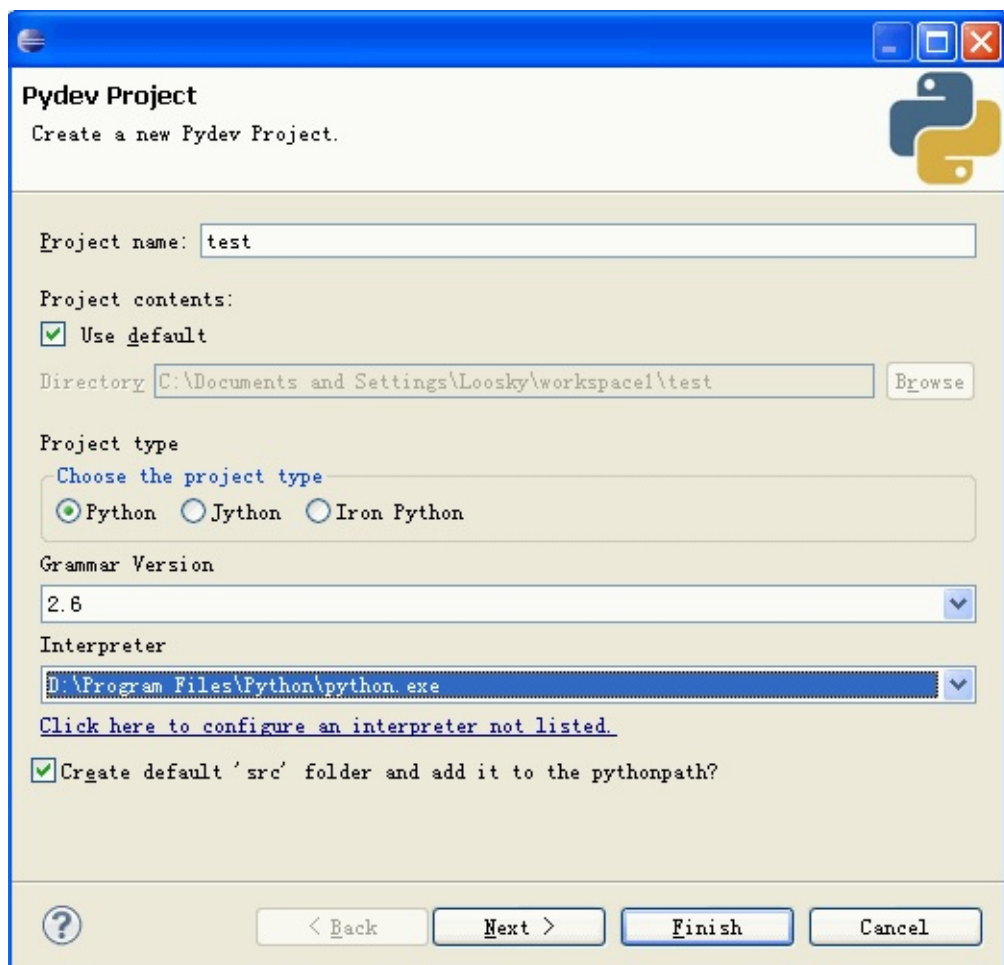 Pydev Project
Create a new Pydev Project.
Project name: test
Project contents:
Use default
Directory C:\Documents and Settings\Loosky\workspace1\test Browse
Project type
Choose the project type
Python Jython Iron Python
Grammar Version
2.6
Interpreter
D:\Program Files\Python\python.exe
Click here to configure an interpreter not listed.
Create default 'src' folder and add it to the pythonpath?
? < Back Next > Finish Cancel